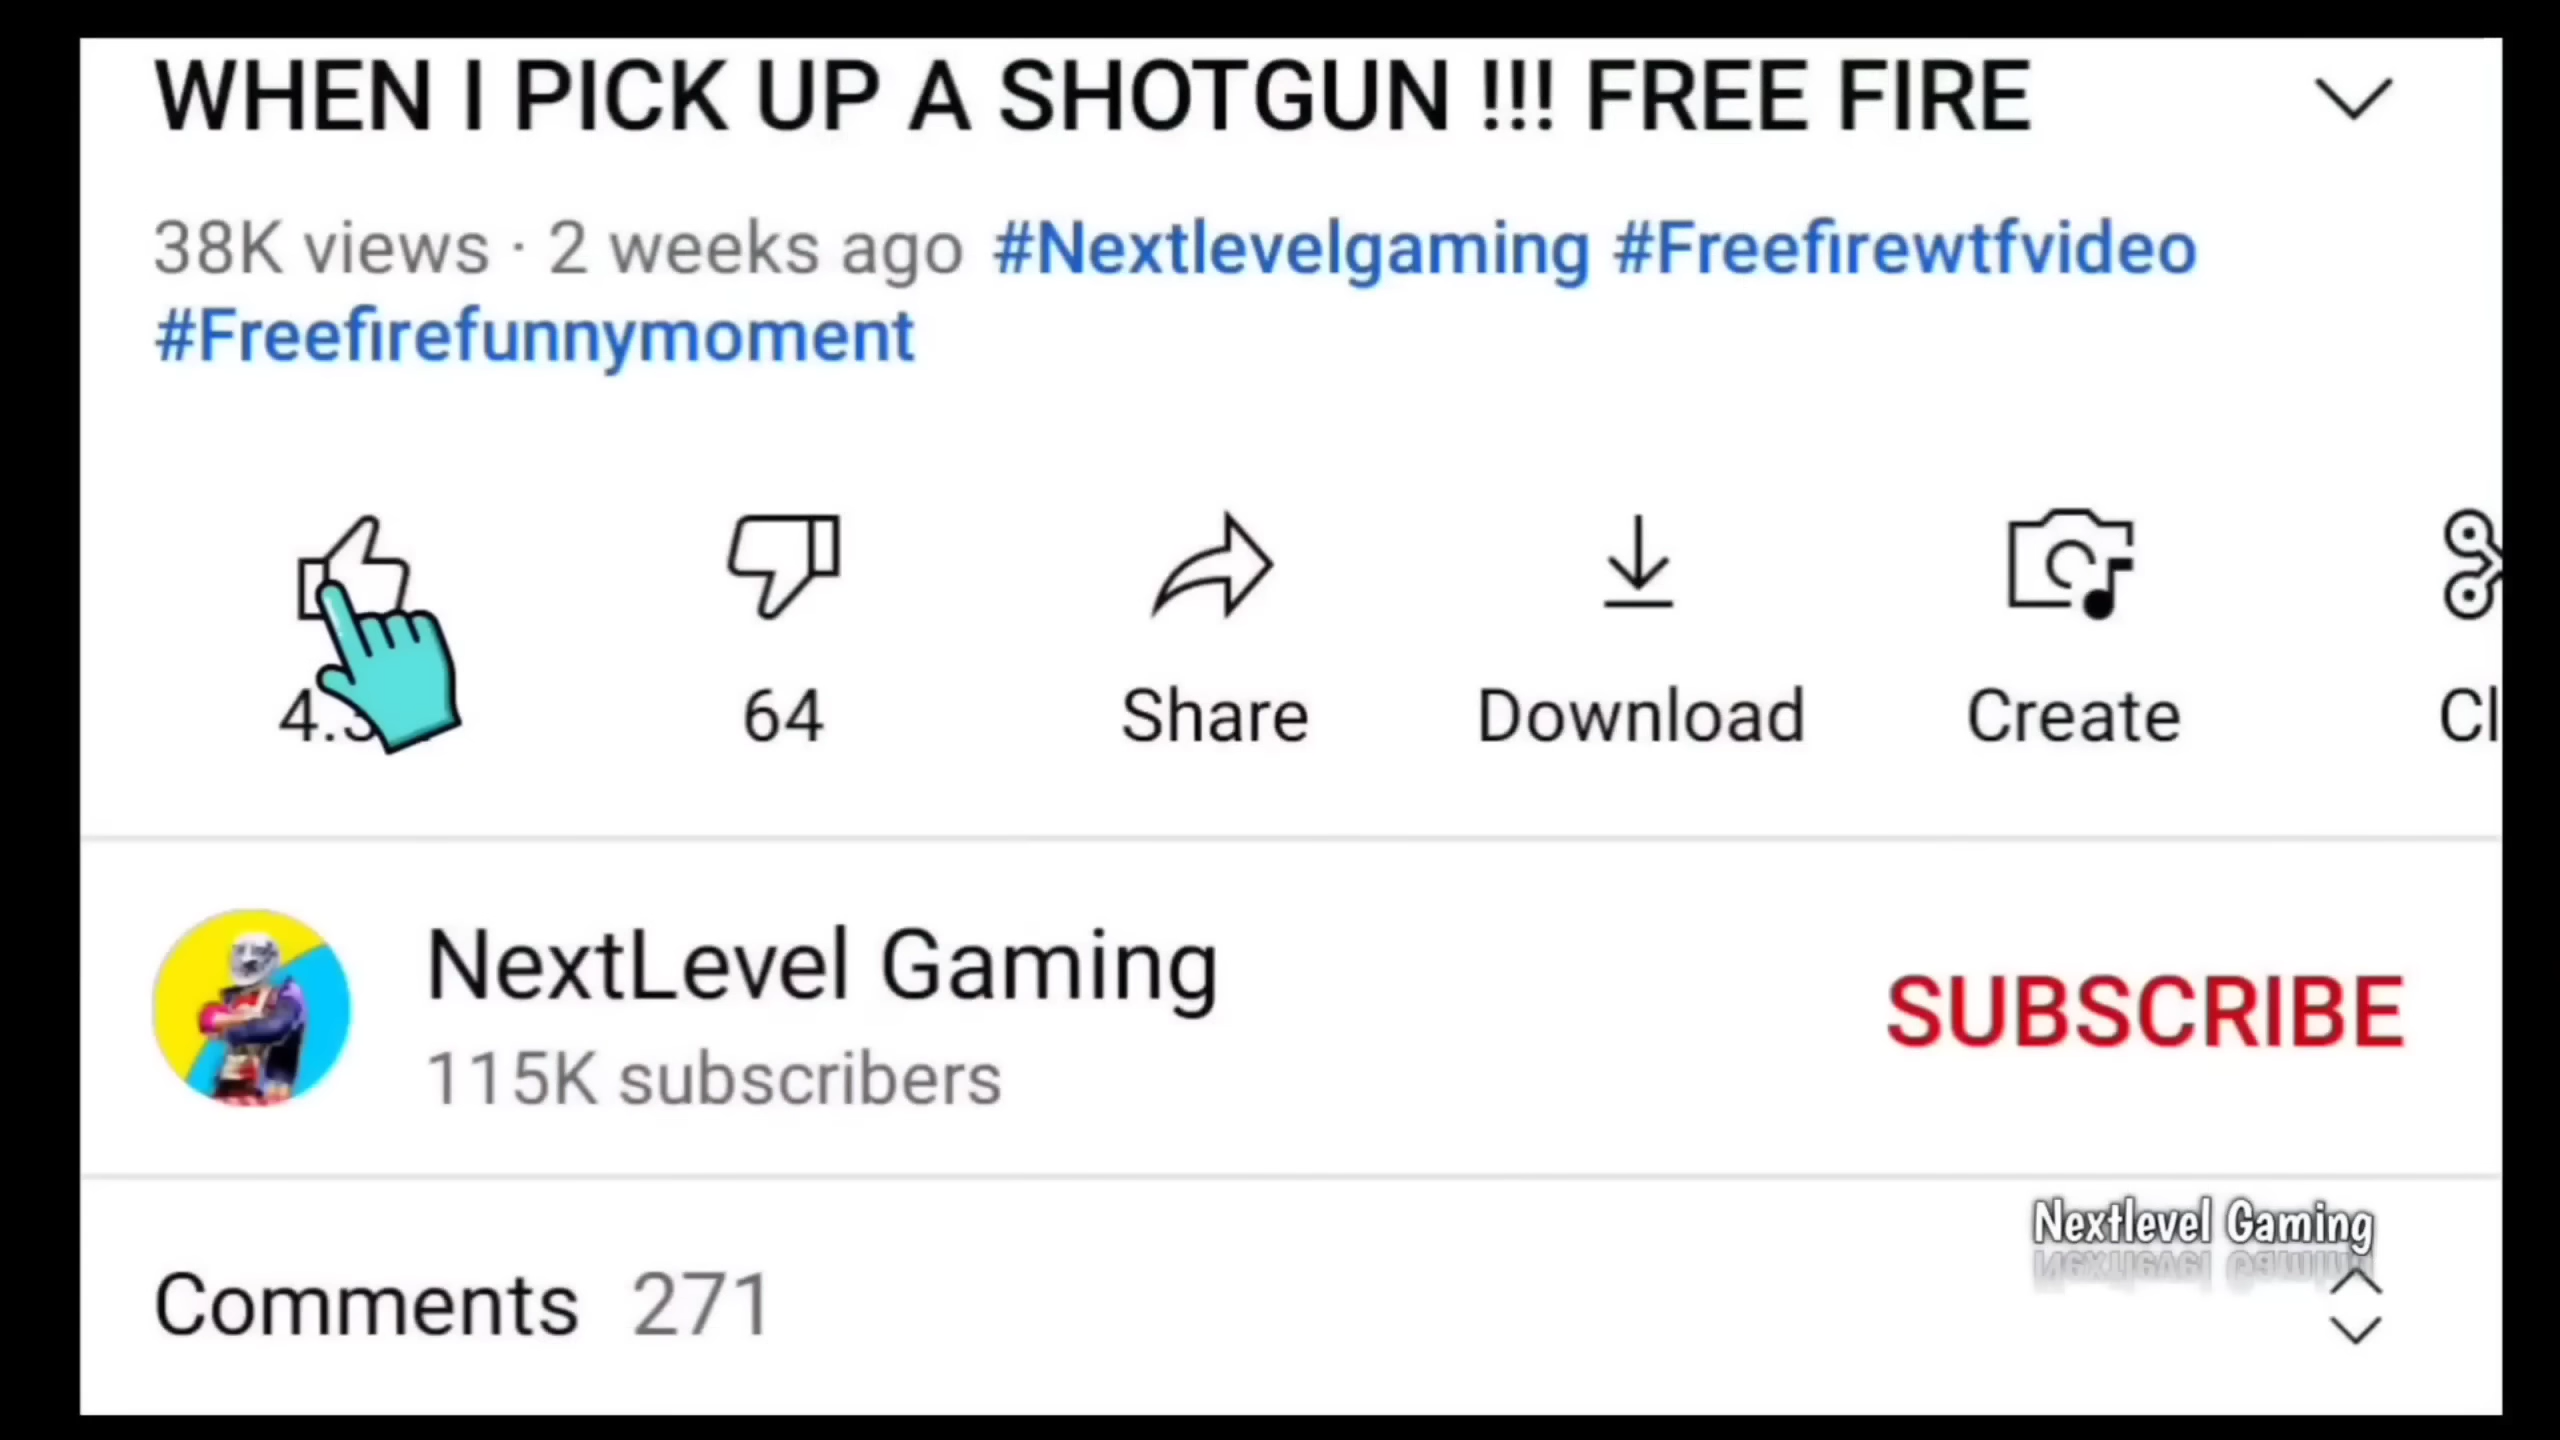 WHEN I PICK UP A SHOTGUN !!! FREE FIRE
38K views · 2 weeks ago #Nextlevelgaming #Freefirewtfvideo
#Freefirefunnymoment
64 Share Download Create
NextLevel Gaming
115K subscribers
SUBSCRIBE
Nextlevel Gaming
Comments 271